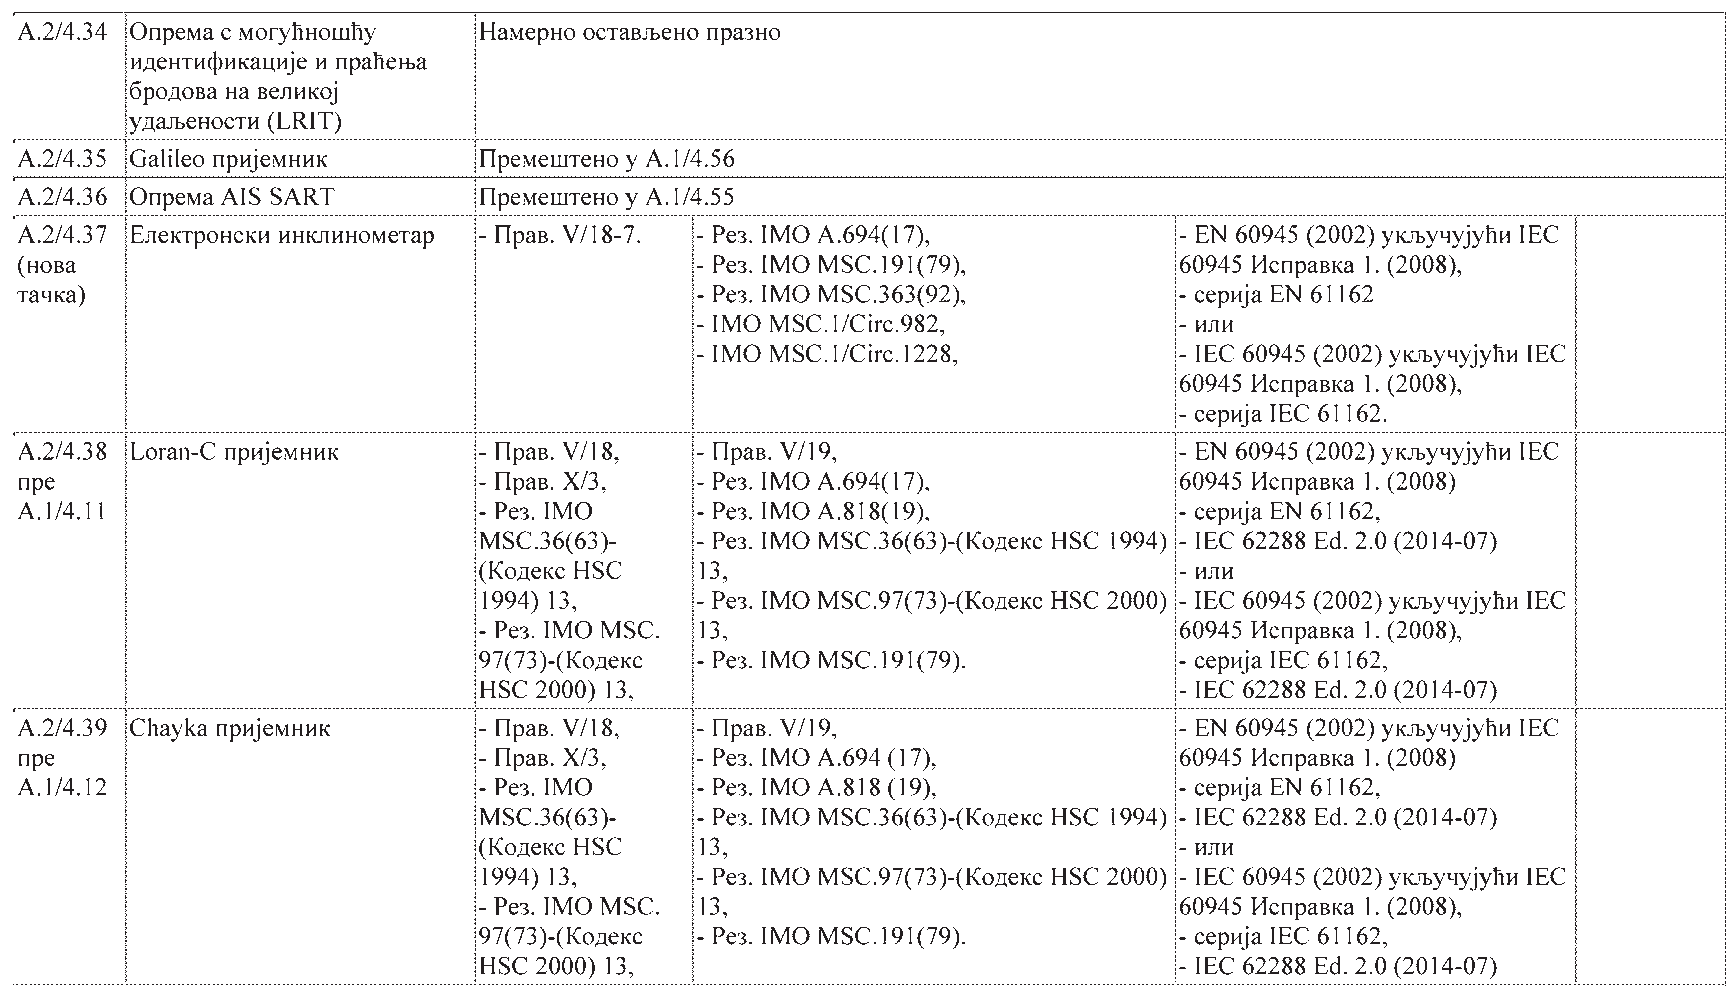 А.2/4.34
Опрема с могућношћу
идентификације и праћења
бродова на великој
удаљености (LRIT)
Намерно остављено празно
А.2/4.35
Galileo пријемник
Премештено у А.1/4.56
А.2/4.36
Опрема AIS SART
Премештено у А.1/4.55
А.2/4.37
(нова
тачка)
Електронски инклинометар
- Прав. V/18-7.
- Рез. IMO A.694(17),
- Рез. IMO MSC.191(79),
- Рез. IMO MSC.363(92),
- IMO MSC.1/Circ.982,
- IMO MSC.1/Circ.1228,
- EN 60945 (2002) укључујући IEC
60945 Исправка 1. (2008),
- серија EN 61162
- или
- IEC 60945 (2002) укључујући IEC
60945 Исправка 1. (2008),
- серија IEC 61162.
А.2/4.38
пре
А.1/4.11
Loran-C пријемник
- Прав. V/18,
- Прав. X/3,
- Рез. IMO
MSC.36(63)-
(Кодекс HSC
1994) 13,
- Рез. IMO MSC.
97(73)-(Кодекс
HSC 2000) 13,
- Прав. V/19,
- Рез. IMO A.694(17),
- Рез. IMO A.818(19),
- Рез. IMO MSC.36(63)-(Кодекс HSC 1994)
13,
- Рез. IMO MSC.97(73)-(Кодекс HSC 2000)
13,
- Рез. IMO MSC.191(79).
- EN 60945 (2002) укључујући IEC
60945 Исправка 1. (2008)
- серија EN 61162,
- IEC 62288 Ed. 2.0 (2014-07)
- или
- IEC 60945 (2002) укључујући IEC
60945 Исправка 1. (2008),
- серија IEC 61162,
- IEC 62288 Ed. 2.0 (2014-07)
А.2/4.39
пре
А.1/4.12
Chayka пријемник
- Прав. V/18,
- Прав. X/3,
- Рез. IMO
MSC.36(63)-
(Кодекс HSC
1994) 13,
- Рез. IMO MSC.
97(73)-(Кодекс
HSC 2000) 13,
- Прав. V/19,
- Рез. IMO A.694 (17),
- Рез. IMO A.818 (19),
- Рез. IMO MSC.36(63)-(Кодекс HSC 1994)
13,
- Рез. IMO MSC.97(73)-(Кодекс HSC 2000)
13,
- Рез. IMO MSC.191(79).
- EN 60945 (2002) укључујући IEC
60945 Исправка 1. (2008)
- серија EN 61162,
- IEC 62288 Ed. 2.0 (2014-07)
- или
- IEC 60945 (2002) укључујући IEC
60945 Исправка 1. (2008),
- серија IEC 61162,
- IEC 62288 Ed. 2.0 (2014-07)